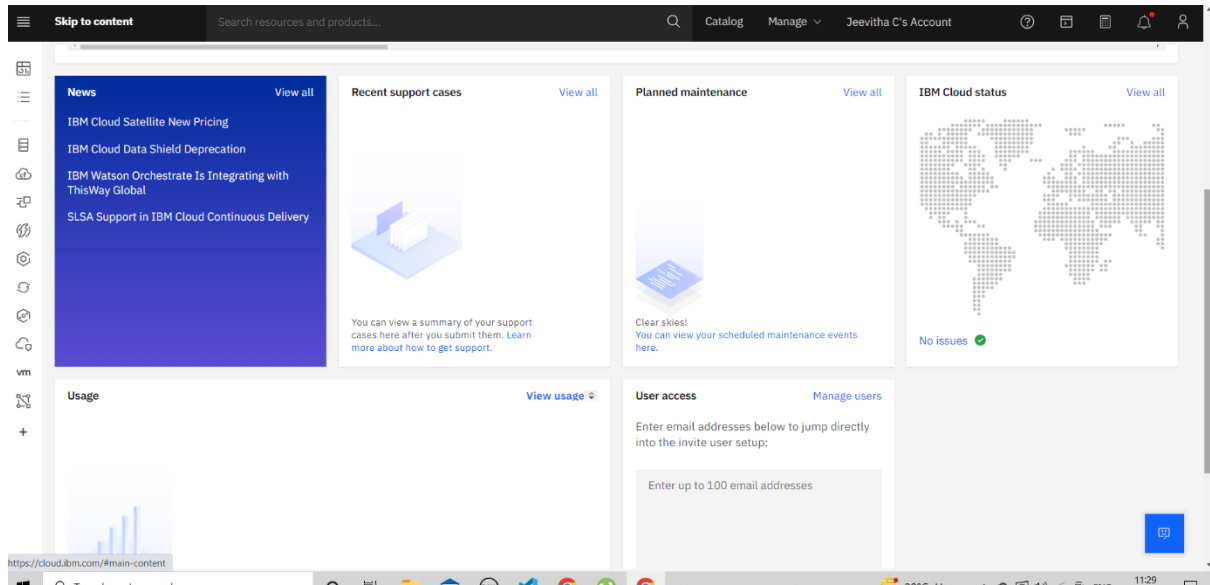 Skip to content
Search resources and products...
Catalog
Manage
Jeevitha C's Account
News
View all
IBM Cloud Satellite New Pricing
IBM Cloud Data Shield Deprecation
IBM Watson Orchestrate Is Integrating with
ThisWay Global
SLSA Support in IBM Cloud Continuous Delivery
Recent support cases
View all
You can view a summary of your support
cases here after you submit them. Learn
more about how to get support.
Planned maintenance
View all
Clear skies!
You can view your scheduled maintenance events
here.
IBM Cloud status
View all
No issues
vm
Usage
View usage
User access
Manage users
Enter email addresses below to jump directly
into the invite user setup:
Enter up to 100 email addresses
https://cloud.ibm.com/#main-content
11:29